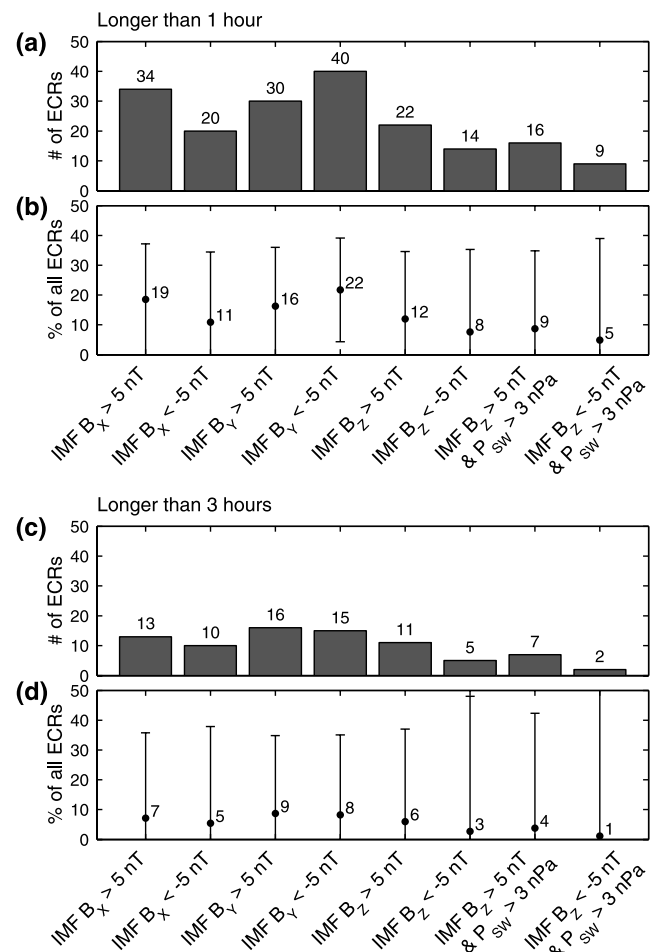 Longer than 1 hour
(a)
# of ECRs
50
40
30
20
10
0
34
20
30
40
22
14
16
9
(b)
% of all ECRs
50
40
30
20
10
0
19
11
16
22
12
8
9
5
IMF B_X > 5 nT
IMF B_X < -5 nT
IMF B_Y > 5 nT
IMF B_Y < -5 nT
IMF B_Z > 5 nT
IMF B_Z < -5 nT
IMF B_Z > 5 nT
& P_SW > 3 nPa
IMF B_Z < -5 nT
& P_SW > 3 nPa
Longer than 3 hours
(c)
# of ECRs
50
40
30
20
10
0
13
10
16
15
11
5
7
2
(d)
% of all ECRs
50
40
30
20
10
0
7
5
9
8
6
3
4
1
IMF B_X > 5 nT
IMF B_X < -5 nT
IMF B_Y > 5 nT
IMF B_Y < -5 nT
IMF B_Z > 5 nT
IMF B_Z < -5 nT
IMF B_Z > 5 nT
& P_SW > 3 nPa
IMF B_Z < -5 nT
& P_SW > 3 nPa